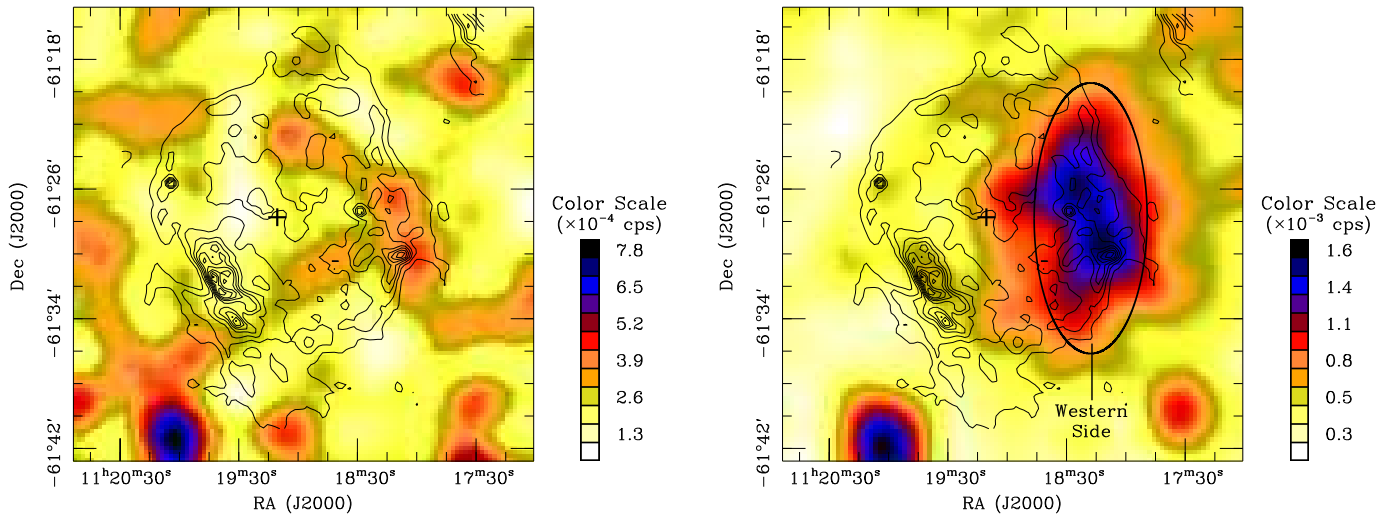 −61°18′
−61°26′
−61°34′
−61°42′
Dec (J2000)
11ʰ20ᵐ30ˢ
19ᵐ30ˢ
18ᵐ30ˢ
17ᵐ30ˢ
RA (J2000)
Color Scale
(×10⁻⁴ cps)
7.8
6.5
5.2
3.9
2.6
1.3
−61°18′
−61°26′
−61°34′
−61°42′
Dec (J2000)
Western
Side
11ʰ20ᵐ30ˢ
19ᵐ30ˢ
18ᵐ30ˢ
17ᵐ30ˢ
RA (J2000)
Color Scale
(×10⁻³ cps)
1.6
1.4
1.1
0.8
0.5
0.3